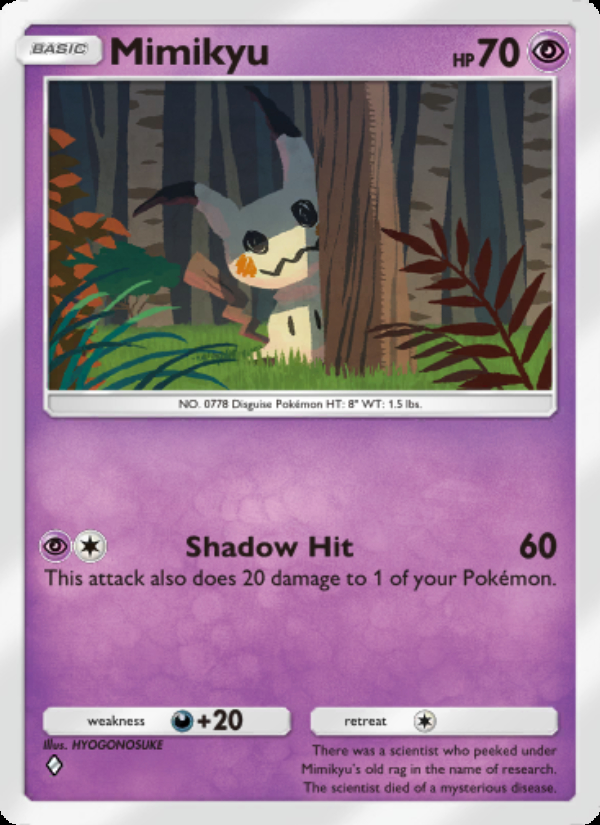 BASIC Mimikyu HP 70
NO. 0778 Disguise Pokémon HT: 8" WT: 1.5 lbs.
Shadow Hit 60
This attack also does 20 damage to 1 of your Pokémon.
weakness +20 retreat
Illus. HYOGONOSUKE
There was a scientist who peeked under
Mimikyu's old rag in the name of research.
The scientist died of a mysterious disease.